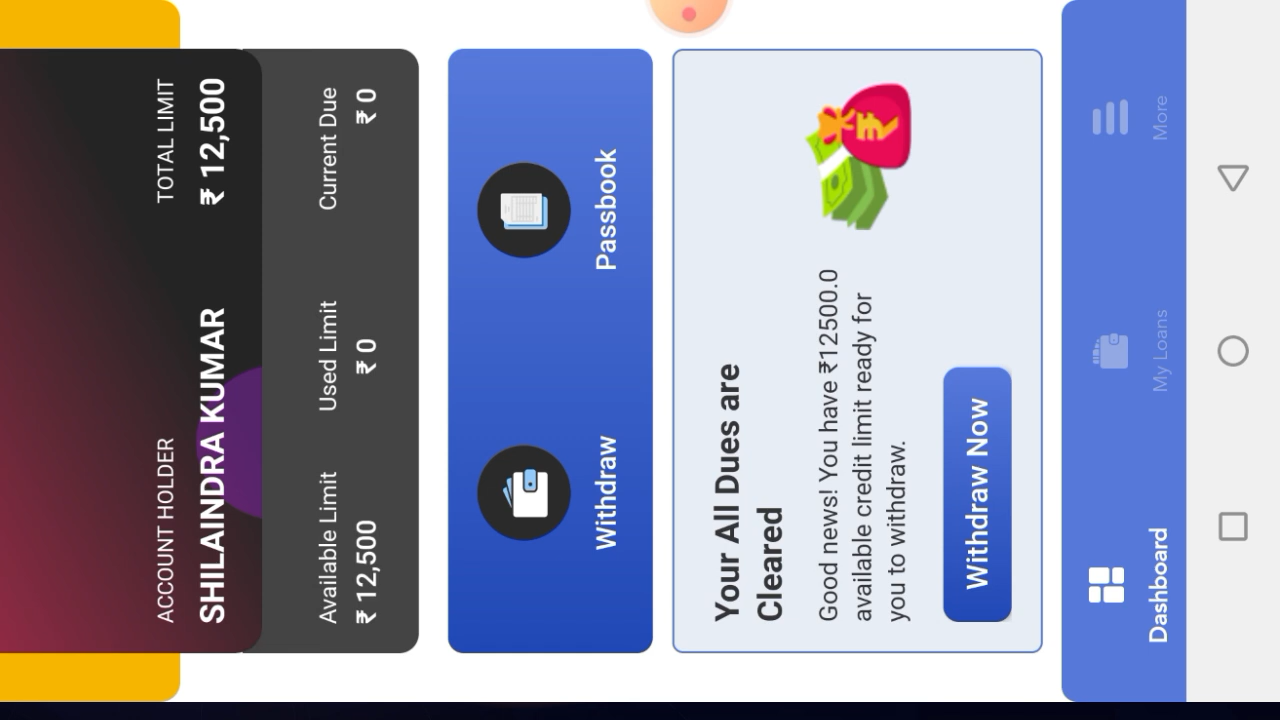 ACCOUNT HOLDER TOTAL LIMIT
SHILAINDRA KUMAR ₹ 12,500
Available Limit Used Limit Current Due
₹ 12,500 ₹ 0 ₹ 0
Withdraw Passbook
Your All Dues are
Cleared
Good news! You have ₹12500.0
available credit limit ready for
you to withdraw.
Withdraw Now
₹
Dashboard My Loans More